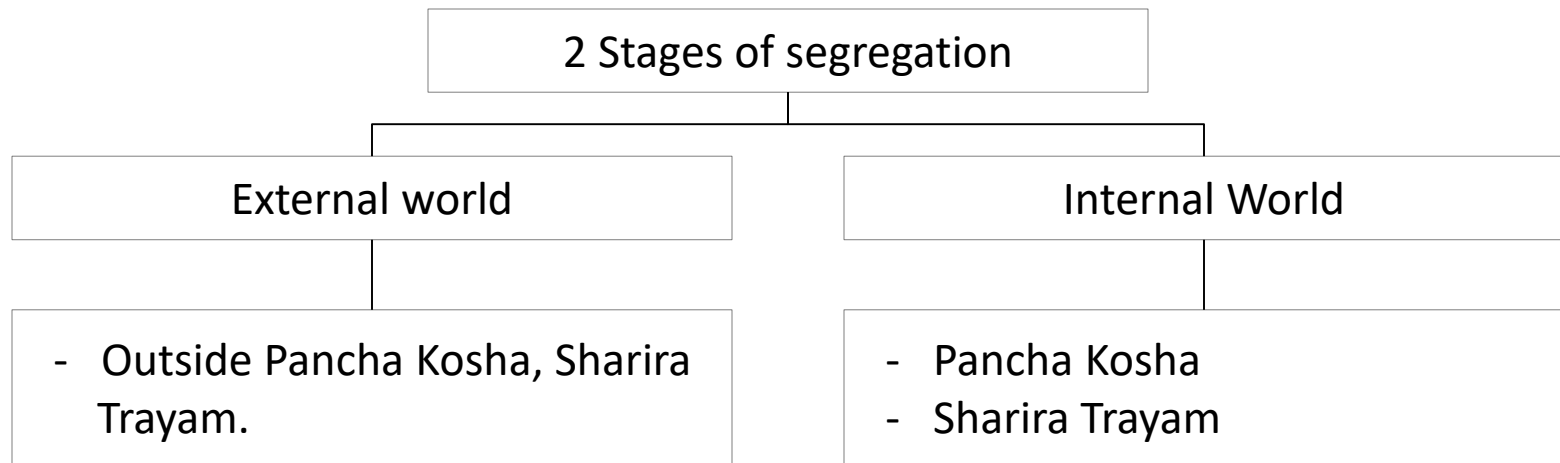 2 Stages of segregation
External world
Internal World
- Outside Pancha Kosha, Sharira
Trayam.
- Pancha Kosha
- Sharira Trayam